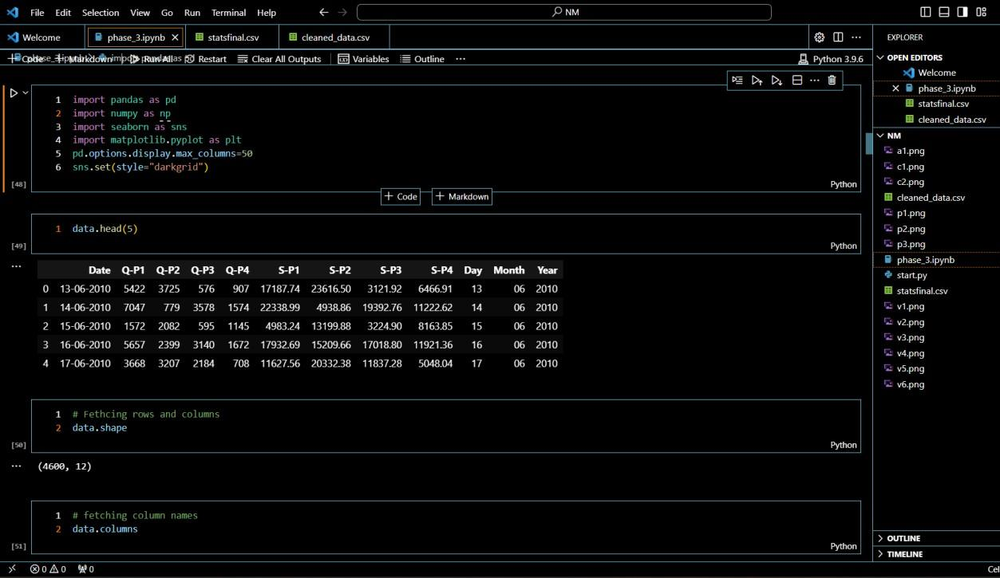 File Edit Selection View Go Run Terminal Help NM
Welcome phase_3.ipynb statsfinal.csv cleaned_data.csv
Code Markdown Run All Restart Clear All Outputs Variables Outline ... Python 3.9.6
1 import pandas as pd
2 import numpy as np
3 import seaborn as sns
4 import matplotlib.pyplot as plt
5 pd.options.display.max_columns=50
6 sns.set(style="darkgrid")
[48] Python
+ Code + Markdown
1 data.head(5)
[49] Python
Date Q-P1 Q-P2 Q-P3 Q-P4 S-P1 S-P2 S-P3 S-P4 Day Month Year
0 13-06-2010 5422 3725 576 907 17187.74 23616.50 3121.92 6466.91 13 06 2010
1 14-06-2010 7047 779 3578 1574 22338.99 4938.86 19392.76 11222.62 14 06 2010
2 15-06-2010 1572 2082 595 1145 4983.24 13199.88 3224.90 8163.85 15 06 2010
3 16-06-2010 5657 2399 3140 1672 17932.69 15209.66 17018.80 11921.36 16 06 2010
4 17-06-2010 3668 3207 2184 708 11627.56 20332.38 11837.28 5048.04 17 06 2010
1 # Fethcing rows and columns
2 data.shape
[50] Python
(4600, 12)
1 # fetching column names
2 data.columns
[51] Python
EXPLORER
OPEN EDITORS
Welcome
phase_3.ipynb
statsfinal.csv
cleaned_data.csv
NM
a1.png
c1.png
c2.png
cleaned_data.csv
p1.png
p2.png
p3.png
phase_3.ipynb
start.py
statsfinal.csv
v1.png
v2.png
v3.png
v4.png
v5.png
v6.png
OUTLINE
TIMELINE
0 0 0 Cel